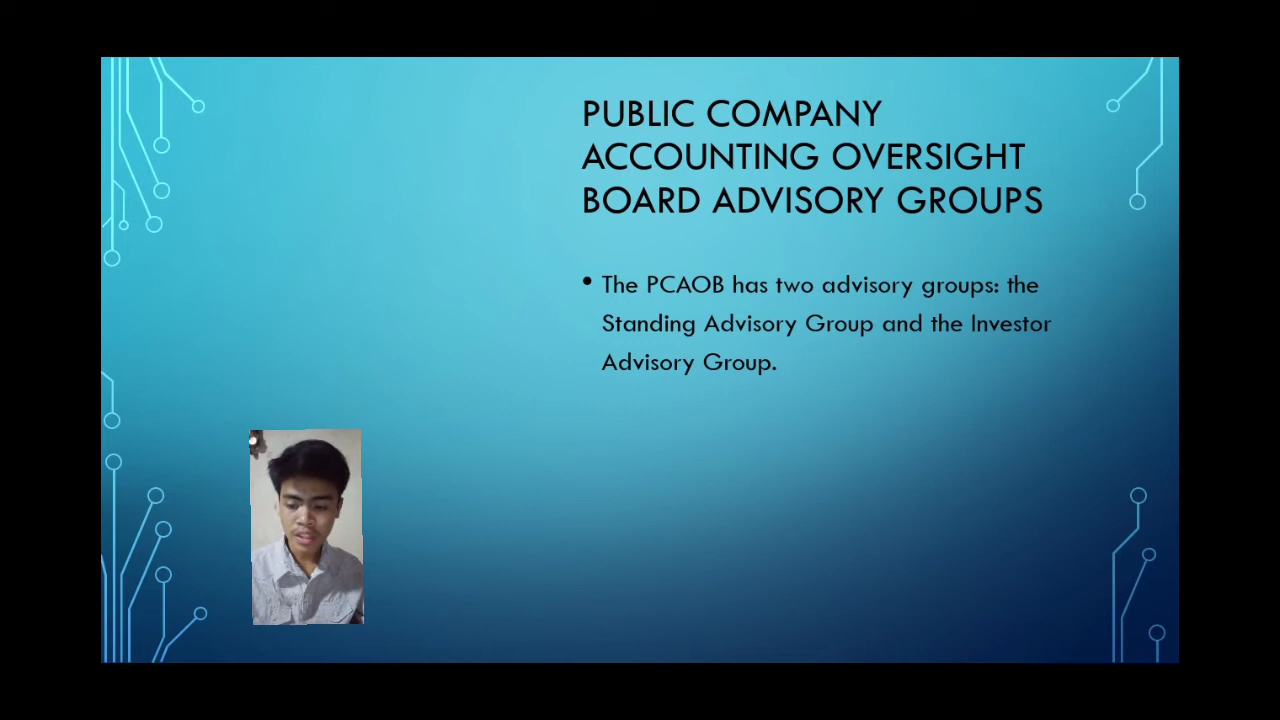 PUBLIC COMPANY
ACCOUNTING OVERSIGHT
BOARD ADVISORY GROUPS
• The PCAOB has two advisory groups: the
Standing Advisory Group and the Investor
Advisory Group.